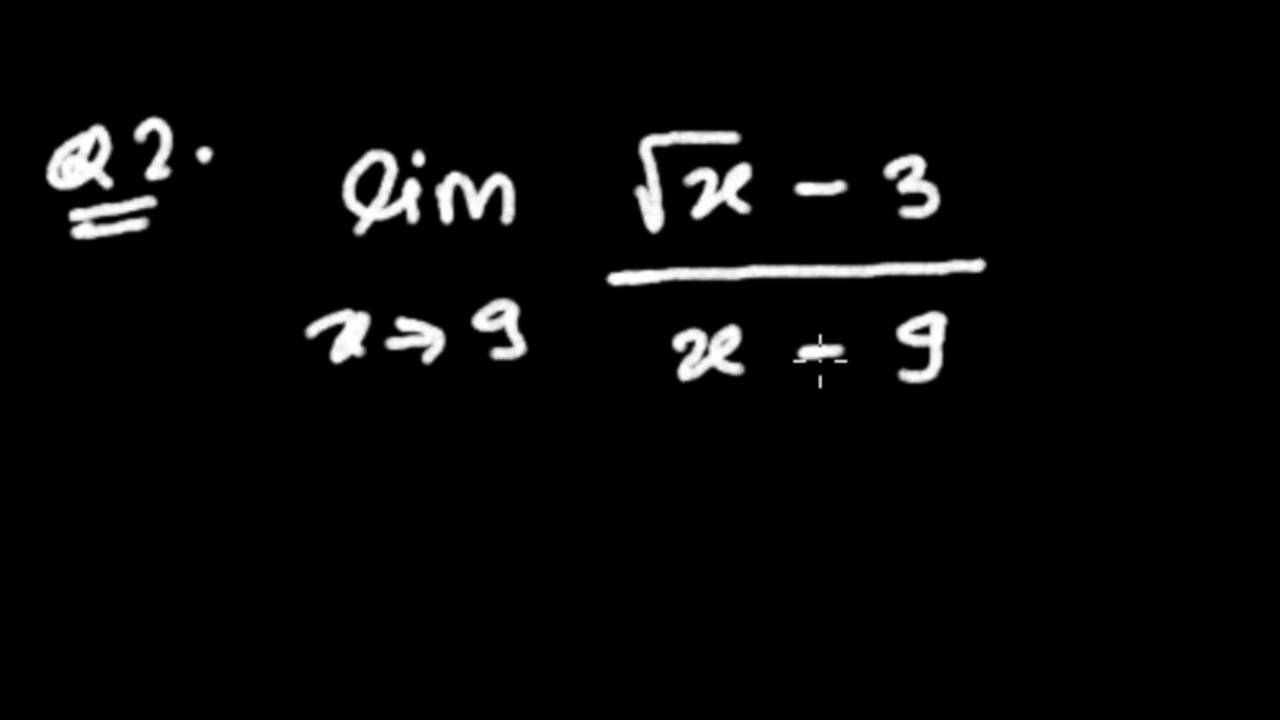 Q2. lim √x - 3
x→9 x - 9